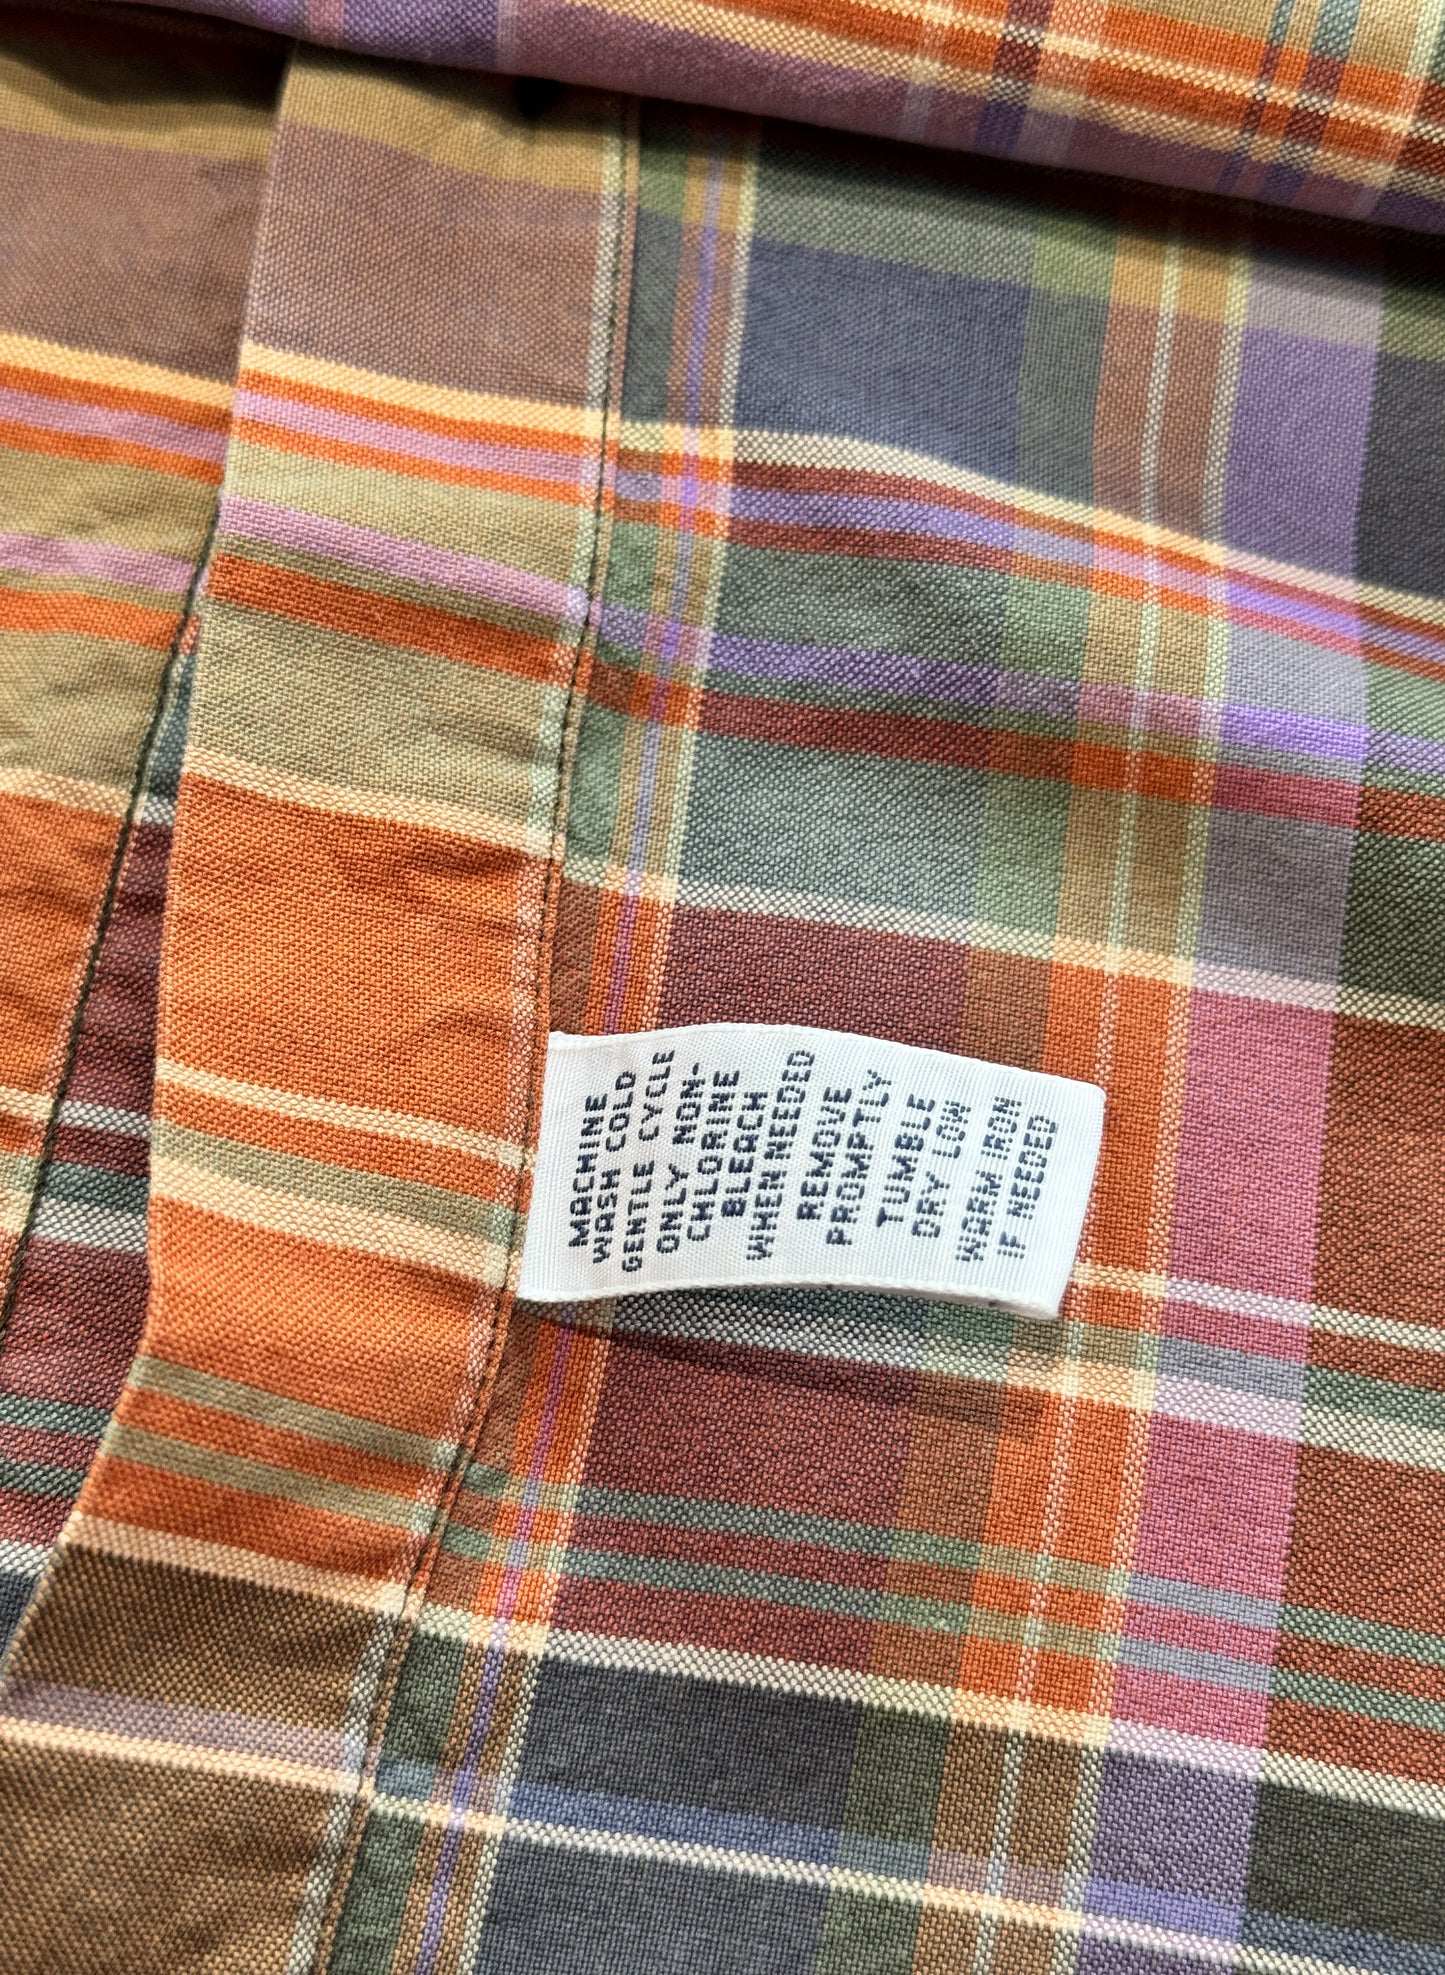 MACHINE
WASH COLD
GENTLE CYCLE
ONLY NON-
CHLORINE
BLEACH
WHEN NEEDED
REMOVE
PROMPTLY
TUMBLE
DRY LOW
WARM IRON
IF NEEDED